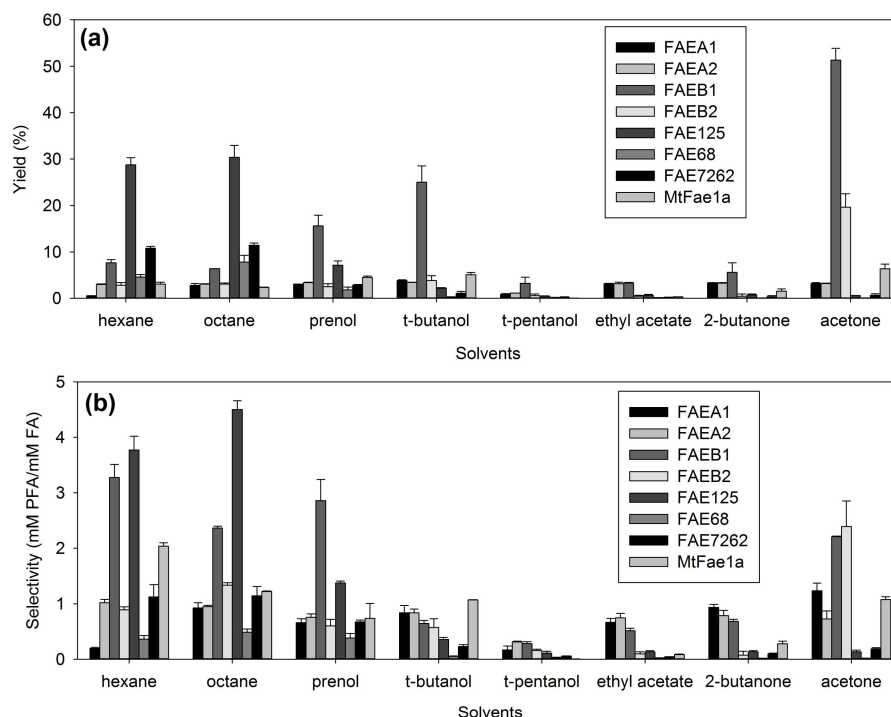 (a)
60
50
40
30
20
10
0
Yield (%)
FAEA1
FAEA2
FAEB1
FAEB2
FAE125
FAE68
FAE7262
MtFae1a
hexane octane prenol t-butanol t-pentanol ethyl acetate 2-butanone acetone
Solvents
(b)
5
4
3
2
1
0
Selectivity (mM PFA/mM FA)
FAEA1
FAEA2
FAEB1
FAEB2
FAE125
FAE68
FAE7262
MtFae1a
hexane octane prenol t-butanol t-pentanol ethyl acetate 2-butanone acetone
Solvents